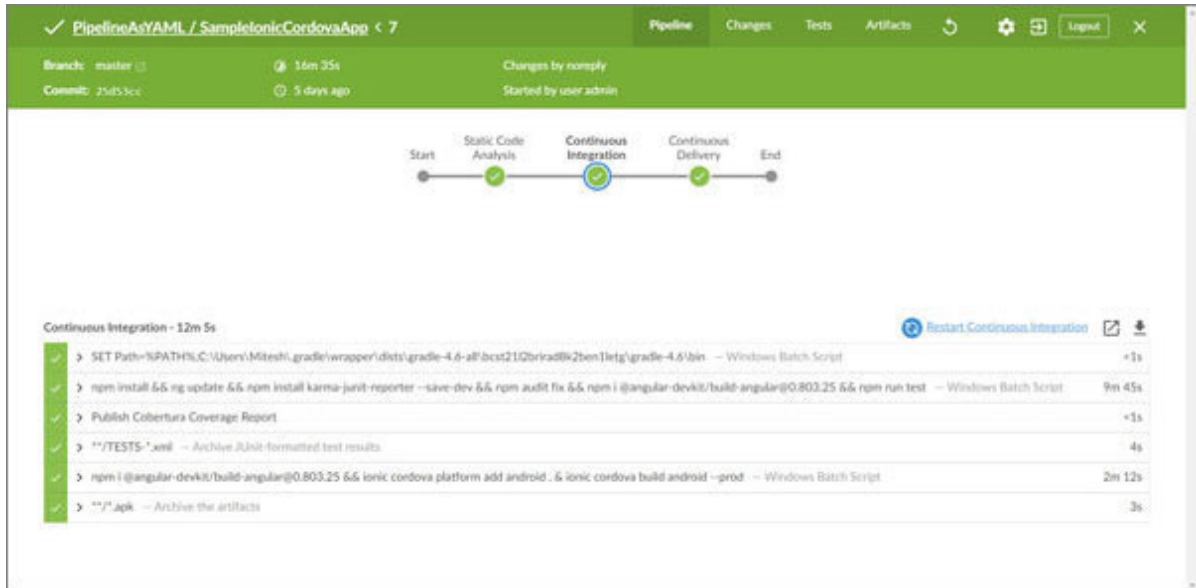 PipelineAsYAML / SampleIonicCordovaApp < 7
Pipeline Changes Tests Artifacts Logout
Branch: master 16m 35s Changes by noreply
Commit: 25d53cc 5 days ago Started by user admin
Start Static Code Analysis Continuous Integration Continuous Delivery End
Continuous Integration - 12m 5s Restart Continuous Integration
> SET Path=%PATH%;C:\Users\Mitesh\.gradle\wrapper\dists\gradle-4.6-all\ — Windows Batch Script <1s
> npm install && ng update && npm install karma-junit-reporter --save-dev && npm audit fix && npm i @angular-devkit/build-angular@0.803.25 && npm run test — Windows Batch Script 9m 45s
> Publish Cobertura Coverage Report <1s
> **/TESTS-*.xml — Archive JUnit-formatted test results 4s
> npm i @angular-devkit/build-angular@0.803.25 && ionic cordova platform add android . & ionic cordova build android --prod — Windows Batch Script 2m 12s
> **/*.apk — Archive the artifacts 3s